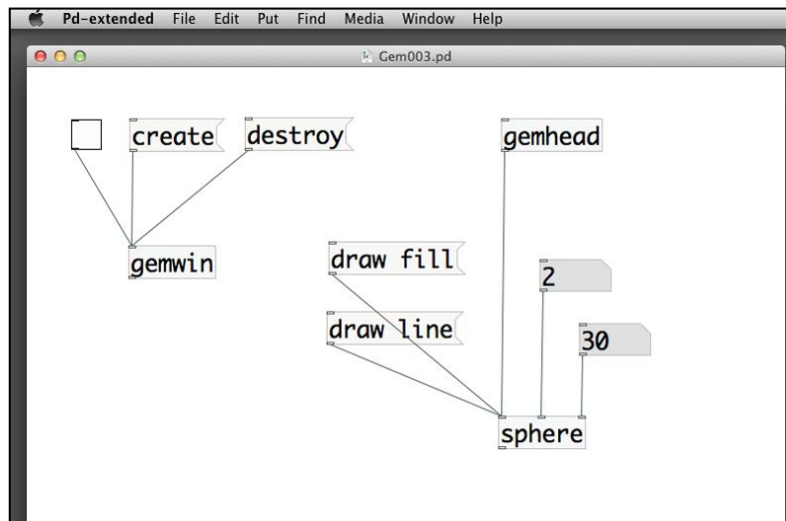 Pd-extended File Edit Put Find Media Window Help
Gem003.pd
create
destroy
gemhead
gemwin
draw fill
2
draw line
30
sphere